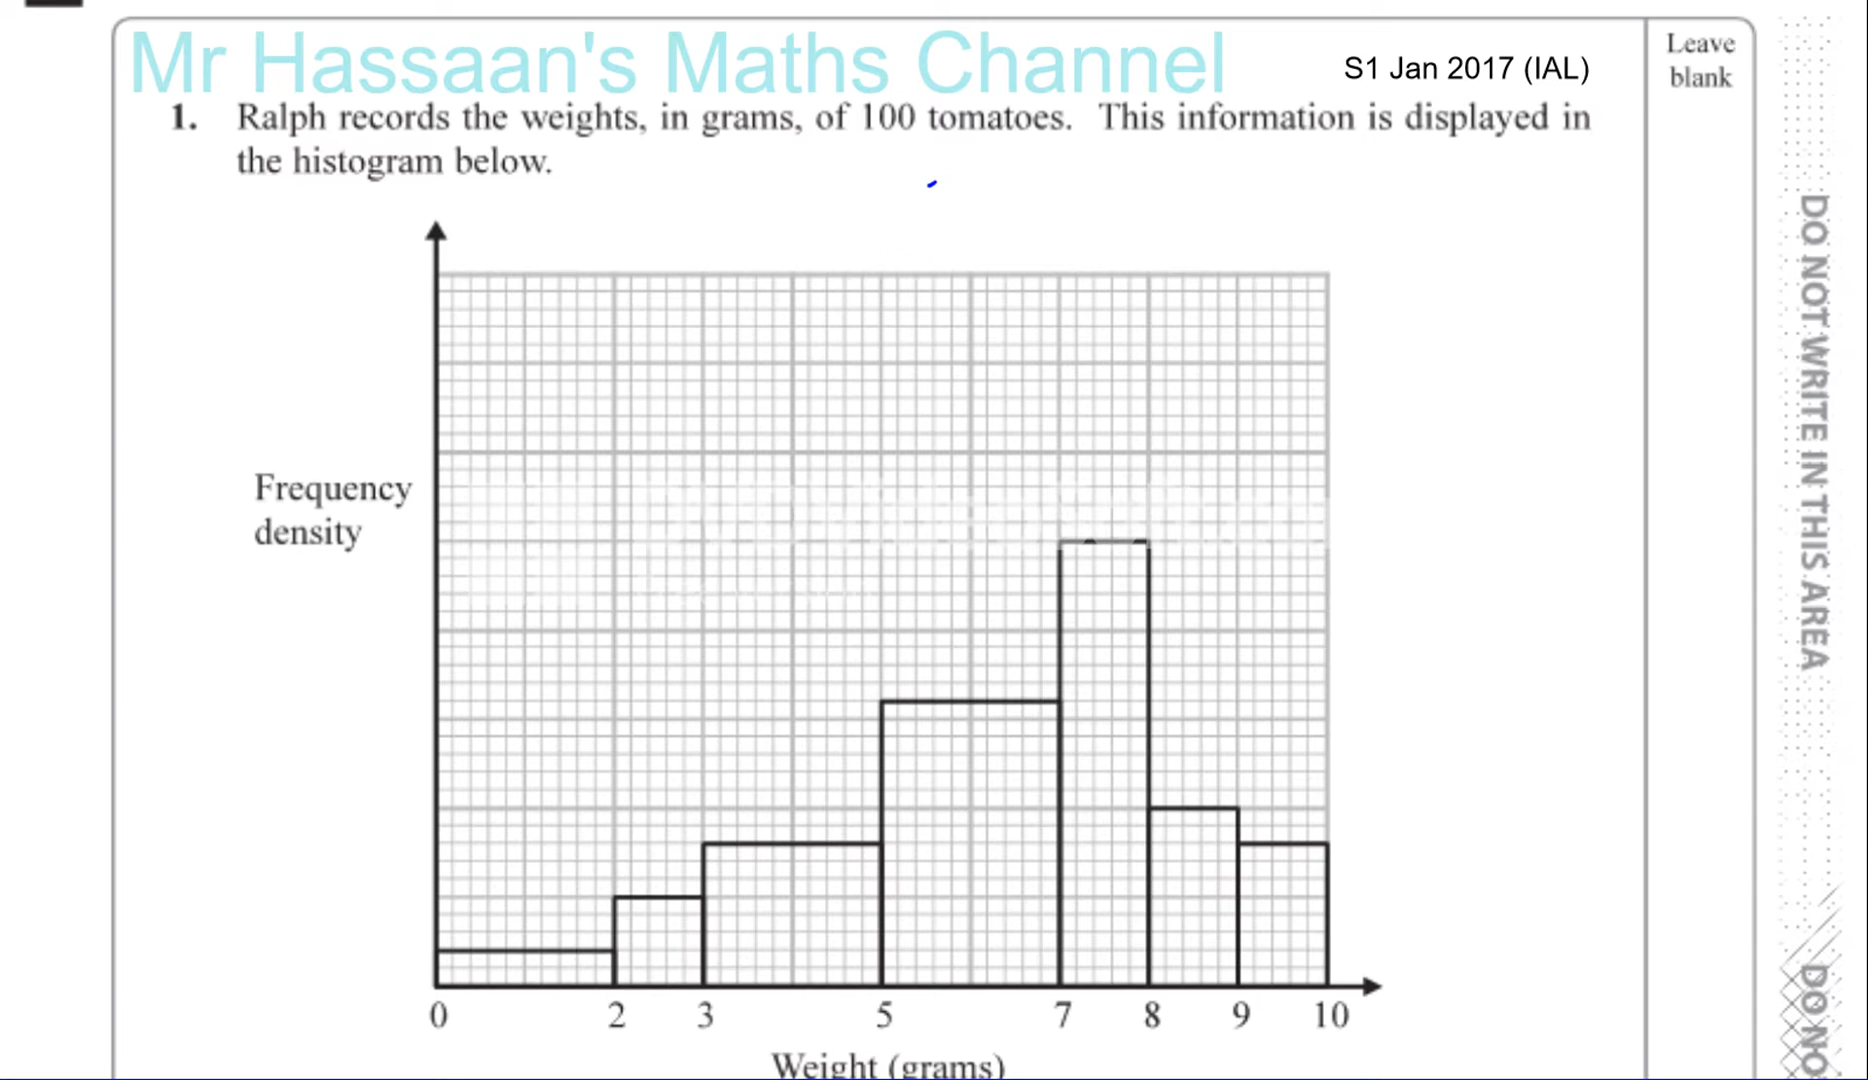 Mr Hassaan's Maths Channel
S1 Jan 2017 (IAL)
Leave
blank
1. Ralph records the weights, in grams, of 100 tomatoes. This information is displayed in
the histogram below.
Frequency
density
0 2 3 5 7 8 9 10
Weight (grams)
DO NOT WRITE IN THIS AREA
DO NO